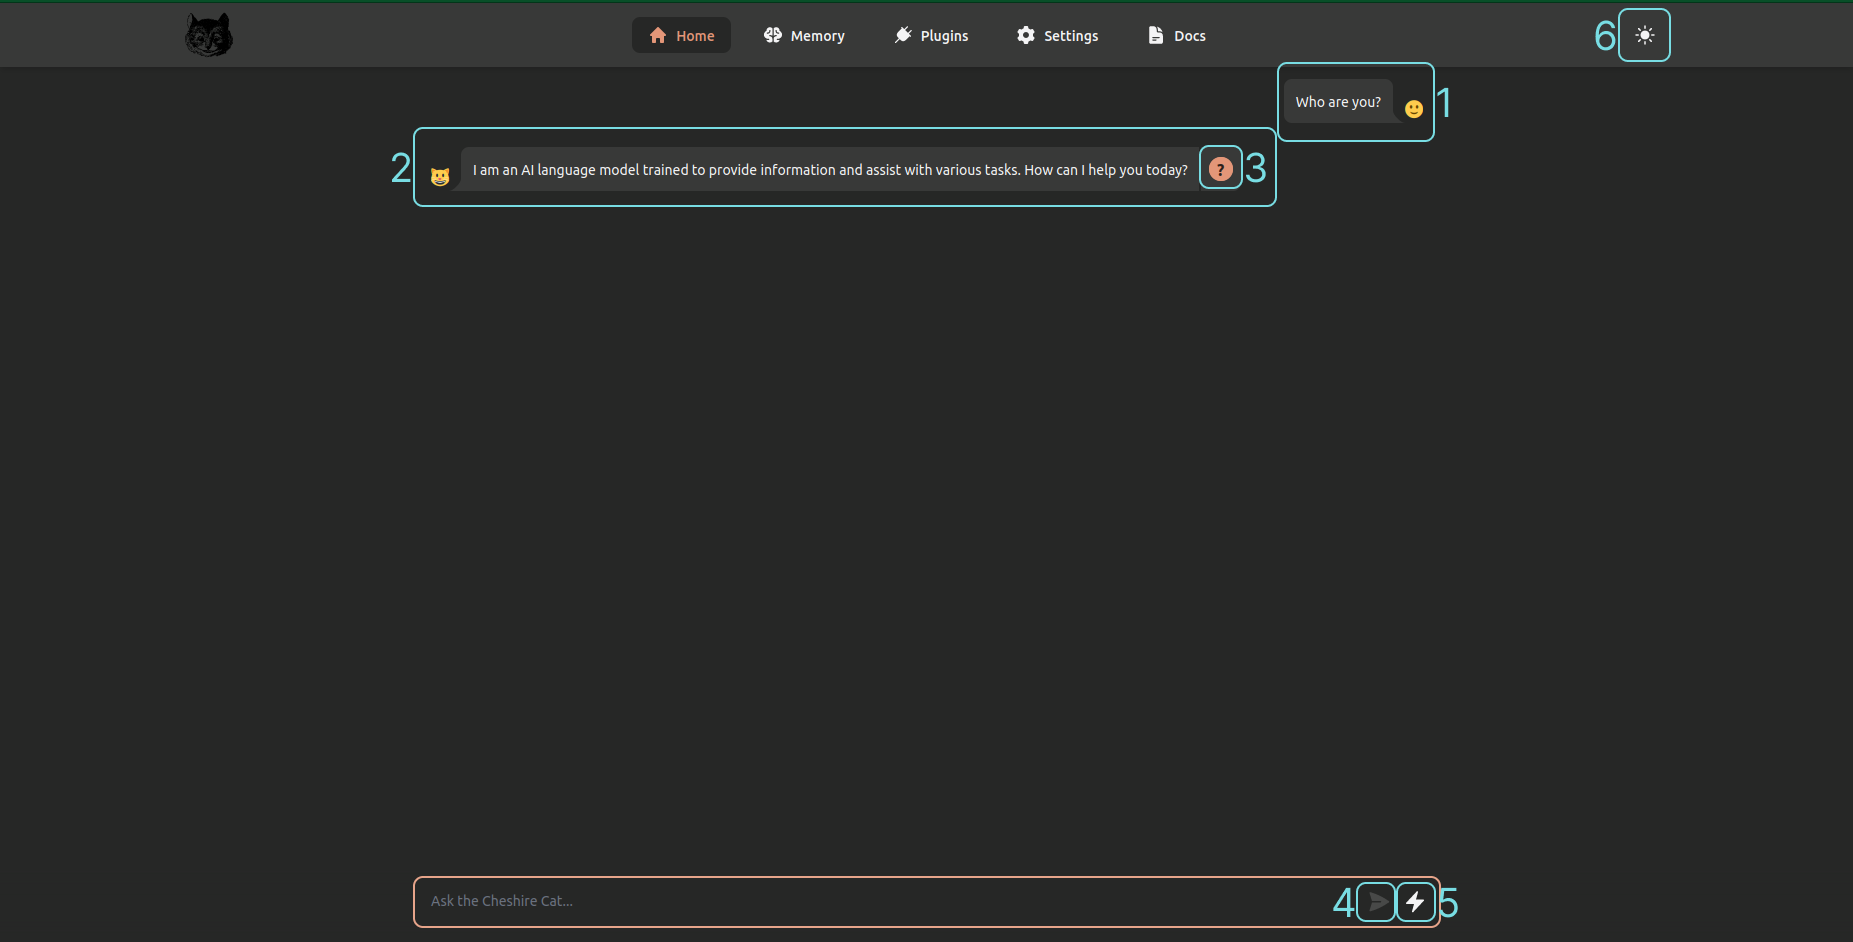 Home Memory Plugins Settings Docs 6
Who are you? 1
2 I am an AI language model trained to provide information and assist with various tasks. How can I help you today? ? 3
Ask the Cheshire Cat... 4 5